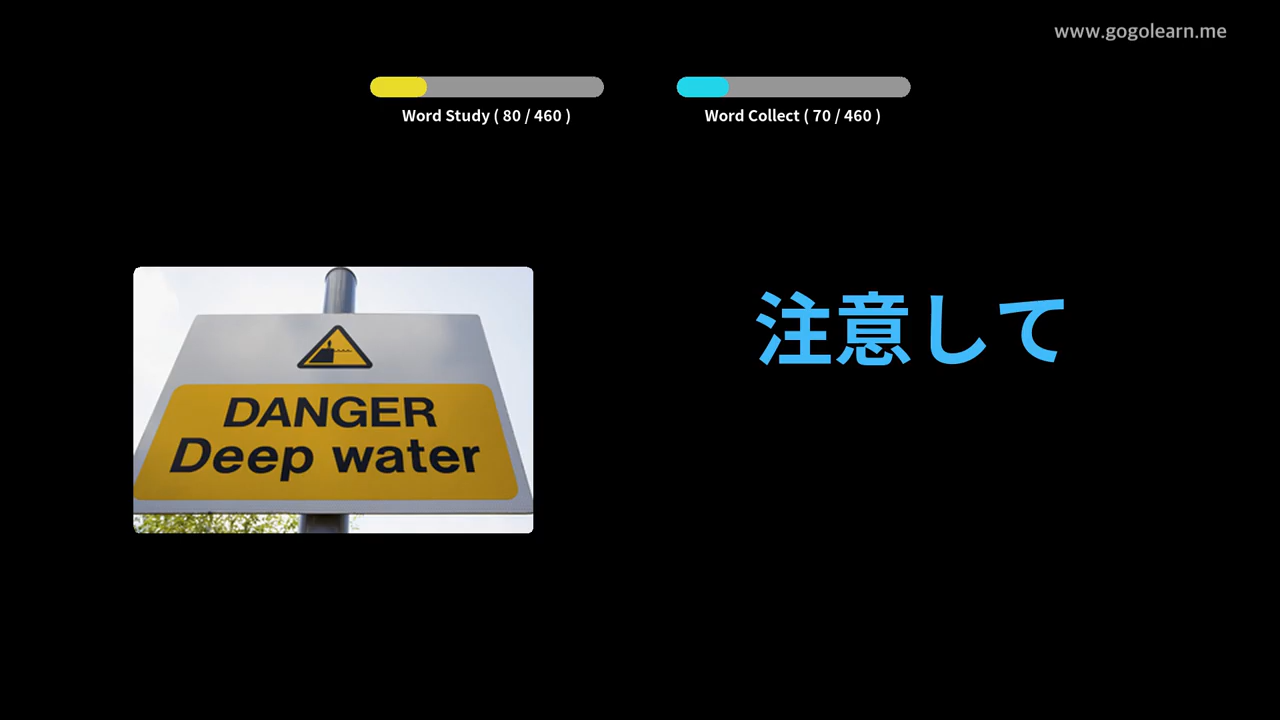 www.gogolearn.me
Word Study ( 80 / 460 )
Word Collect ( 70 / 460 )
DANGER
Deep water
注意して